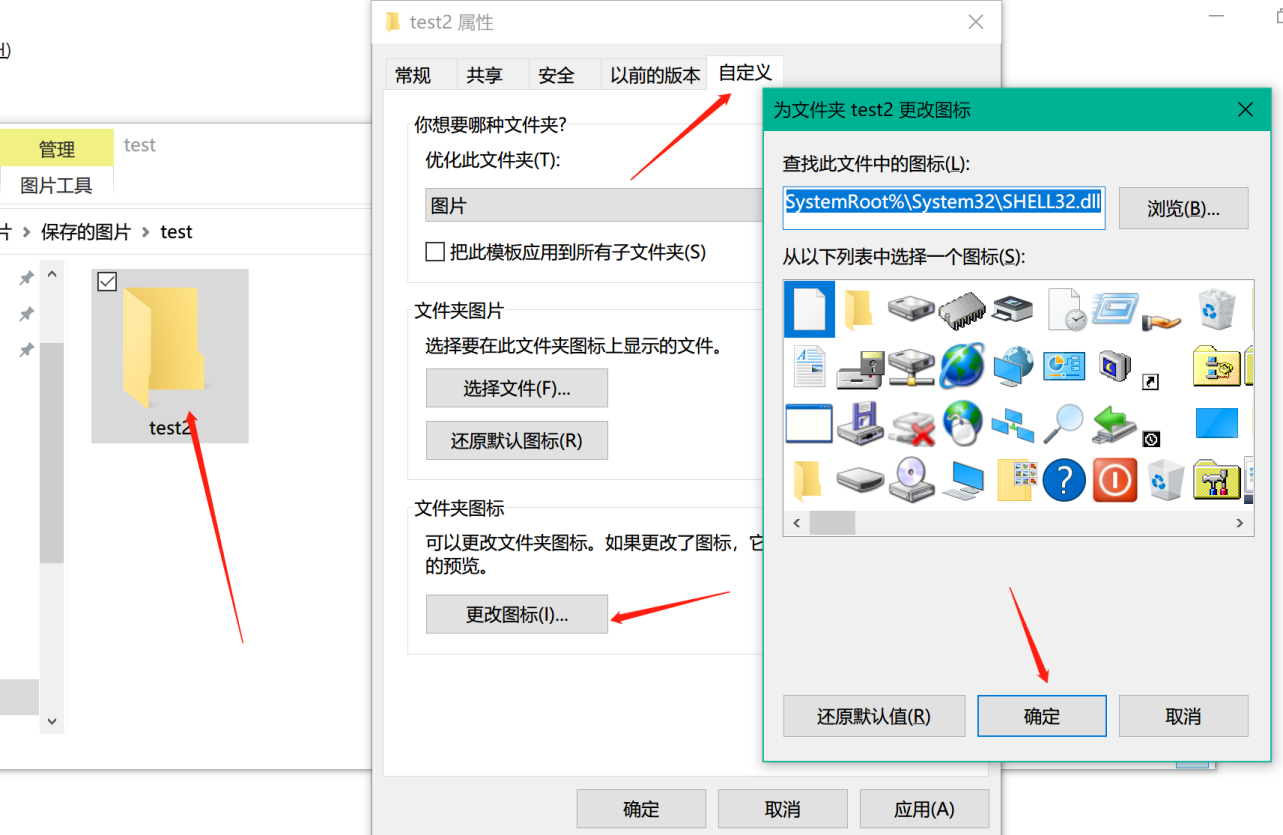 test2 属性
常规
共享
安全
以前的版本
自定义
为文件夹 test2 更改图标
管理
test
图片工具
片 > 保存的图片 > test
test2
你想要哪种文件夹?
优化此文件夹(T):
图片
把此模板应用到所有子文件夹(S)
文件夹图片
选择要在此文件夹图标上显示的文件。
选择文件(F)...
还原默认图标(R)
文件夹图标
可以更改文件夹图标。如果更改了图标，它
的预览。
更改图标(I)...
确定
取消
应用(A)
查找此文件中的图标(L):
SystemRoot%\System32\SHELL32.dll
浏览(B)...
从以下列表中选择一个图标(S):
还原默认值(R)
确定
取消